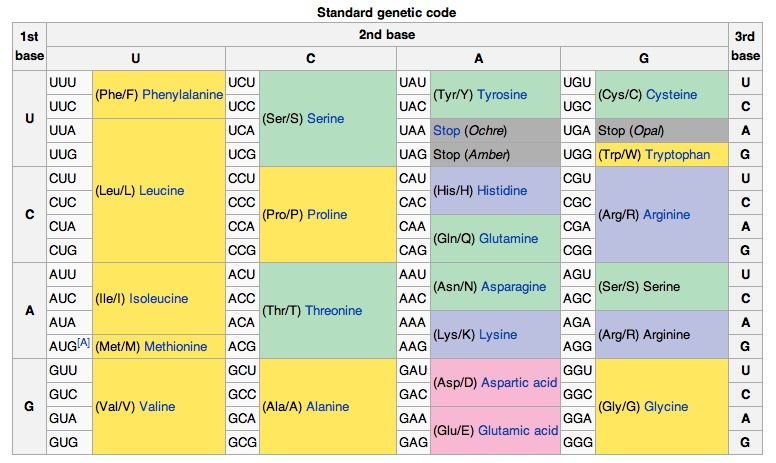 Standard genetic code
1st base 2nd base 3rd base
U C A G
U UUU (Phe/F) Phenylalanine UCU (Ser/S) Serine UAU (Tyr/Y) Tyrosine UGU (Cys/C) Cysteine U
UUC UCC UAC UGC C
UUA (Leu/L) Leucine UCA UAA Stop (Ochre) UGA Stop (Opal) A
UUG UCG UAG Stop (Amber) UGG (Trp/W) Tryptophan G
C CUU CCU (Pro/P) Proline CAU (His/H) Histidine CGU (Arg/R) Arginine U
CUC CCC CAC CGC C
CUA CCA CAA (Gln/Q) Glutamine CGA A
CUG CCG CAG CGG G
A AUU (Ile/I) Isoleucine ACU (Thr/T) Threonine AAU (Asn/N) Asparagine AGU (Ser/S) Serine U
AUC ACC AAC AGC C
AUA ACA AAA (Lys/K) Lysine AGA (Arg/R) Arginine A
AUG[A] (Met/M) Methionine ACG AAG AGG G
G GUU (Val/V) Valine GCU (Ala/A) Alanine GAU (Asp/D) Aspartic acid GGU (Gly/G) Glycine U
GUC GCC GAC GGC C
GUA GCA GAA (Glu/E) Glutamic acid GGA A
GUG GCG GAG GGG G